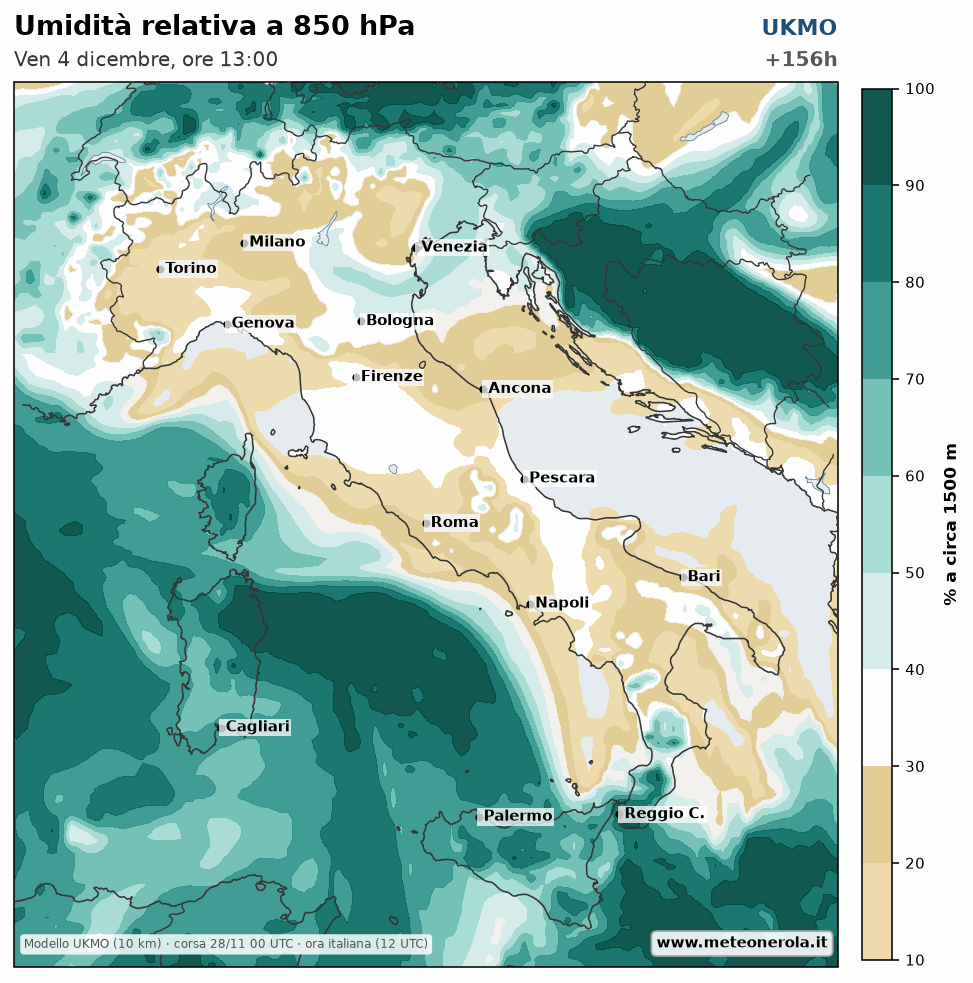 Umidità relativa a 850 hPa
UKMO
Ven 4 dicembre, ore 13:00
+156h
100
90
80
70
60
50
40
30
20
10
% a circa 1500 m
Milano
Venezia
Torino
Genova
Bologna
Firenze
Ancona
Pescara
Roma
Bari
Napoli
Cagliari
Palermo
Reggio C.
Modello UKMO (10 km) · corsa 28/11 00 UTC · ora italiana (12 UTC)
www.meteonerola.it